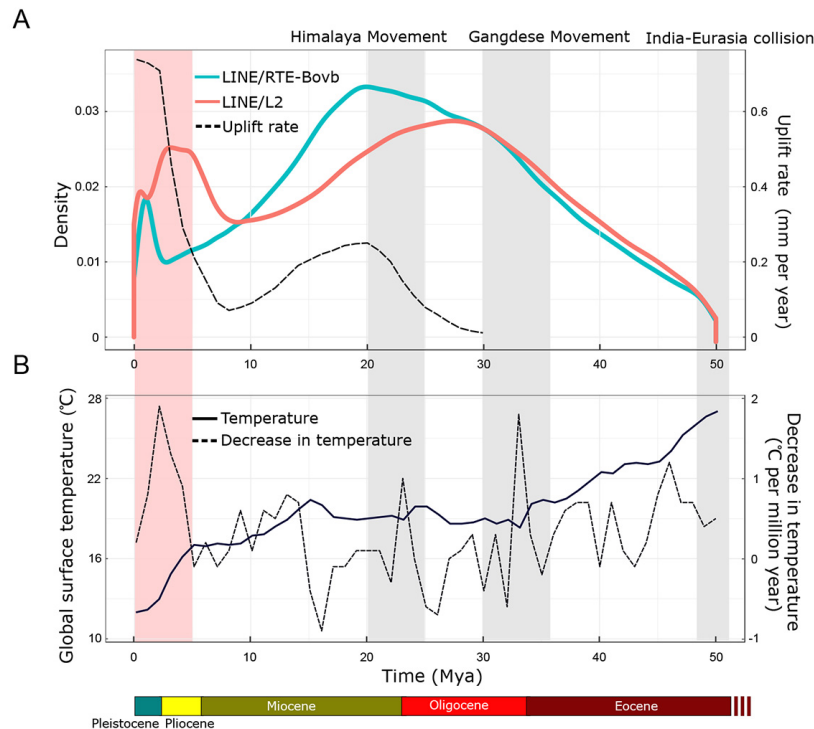 A
Himalaya Movement
Gangdese Movement
India-Eurasia collision
LINE/RTE-Bovb
LINE/L2
Uplift rate
Density
0.03
0.02
0.01
0
Uplift rate (mm per year)
0.6
0.4
0.2
0
0 10 20 30 40 50
B
Temperature
Decrease in temperature
Global surface temperature (℃)
28
22
16
10
Decrease in temperature
(℃ per million year)
2
1
0
-1
0 10 20 30 40 50
Time (Mya)
Miocene
Oligocene
Eocene
Pleistocene
Pliocene